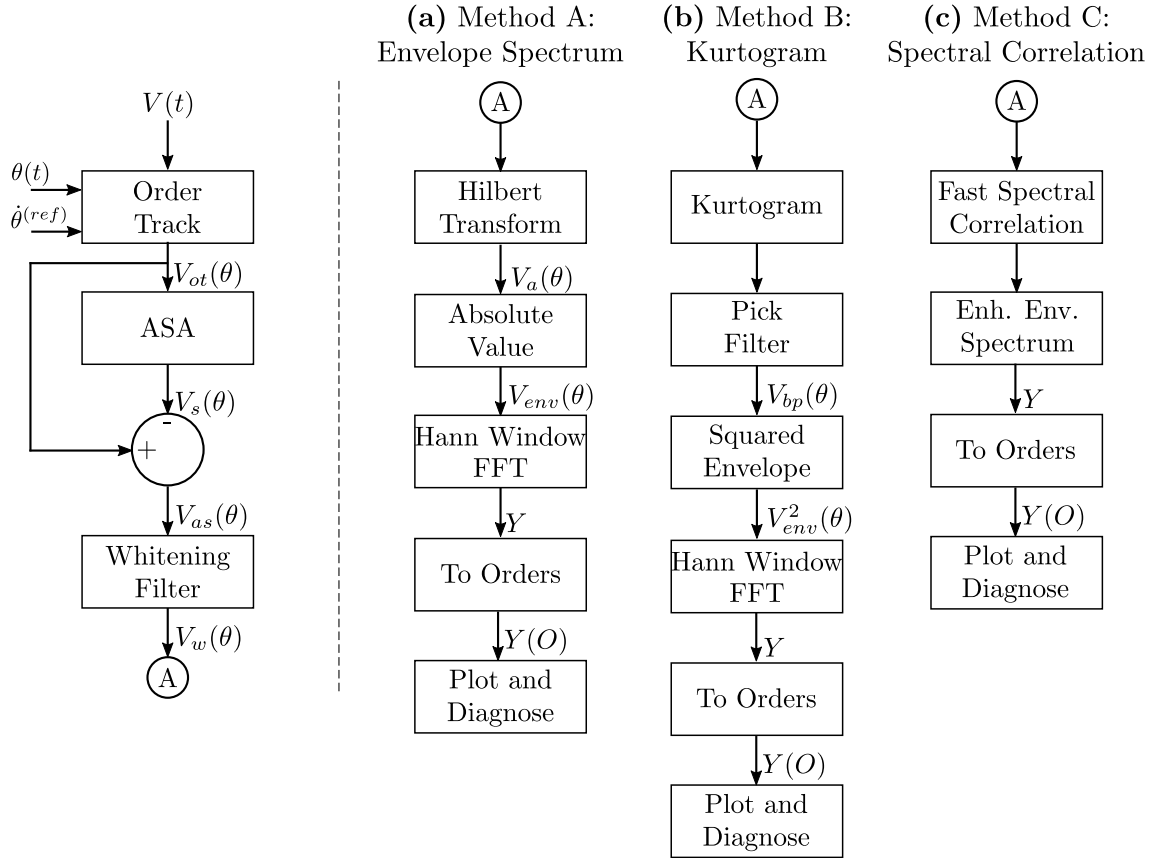 V(t)
θ(t)
θ̇^(ref)
Order
Track
V_ot(θ)
ASA
V_s(θ)
-
+
V_as(θ)
Whitening
Filter
V_w(θ)
A
(a) Method A:
Envelope Spectrum
A
Hilbert
Transform
V_a(θ)
Absolute
Value
V_env(θ)
Hann Window
FFT
Y
To Orders
Y(O)
Plot and
Diagnose
(b) Method B:
Kurtogram
A
Kurtogram
Pick
Filter
V_bp(θ)
Squared
Envelope
V²_env(θ)
Hann Window
FFT
Y
To Orders
Y(O)
Plot and
Diagnose
(c) Method C:
Spectral Correlation
A
Fast Spectral
Correlation
Enh. Env.
Spectrum
Y
To Orders
Y(O)
Plot and
Diagnose